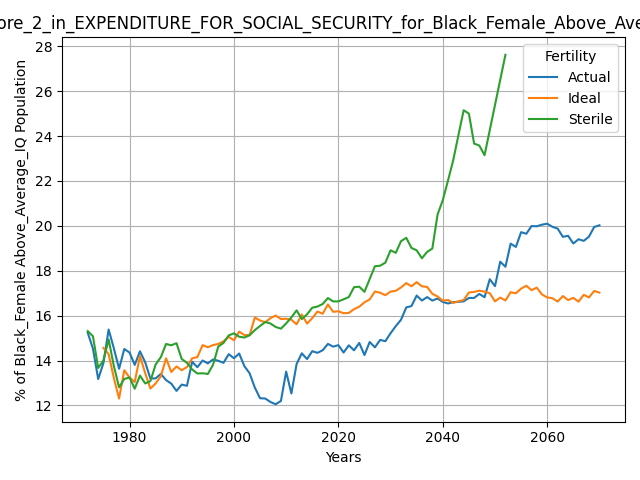 ore_2_in_EXPENDITURE_FOR_SOCIAL_SECURITY_for_Black_Female_Above_Ave
% of Black_Female Above_Average_IQ Population
28
26
24
22
20
18
16
14
12
Fertility
Actual
Ideal
Sterile
1980
2000
2020
2040
2060
Years